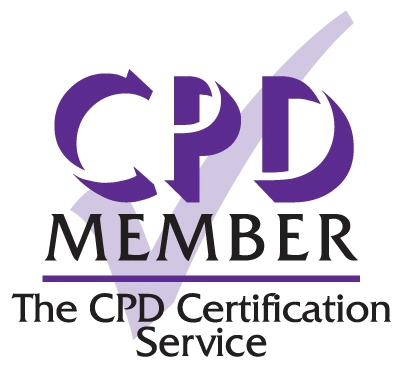 CPD
MEMBER
The CPD Certification
Service